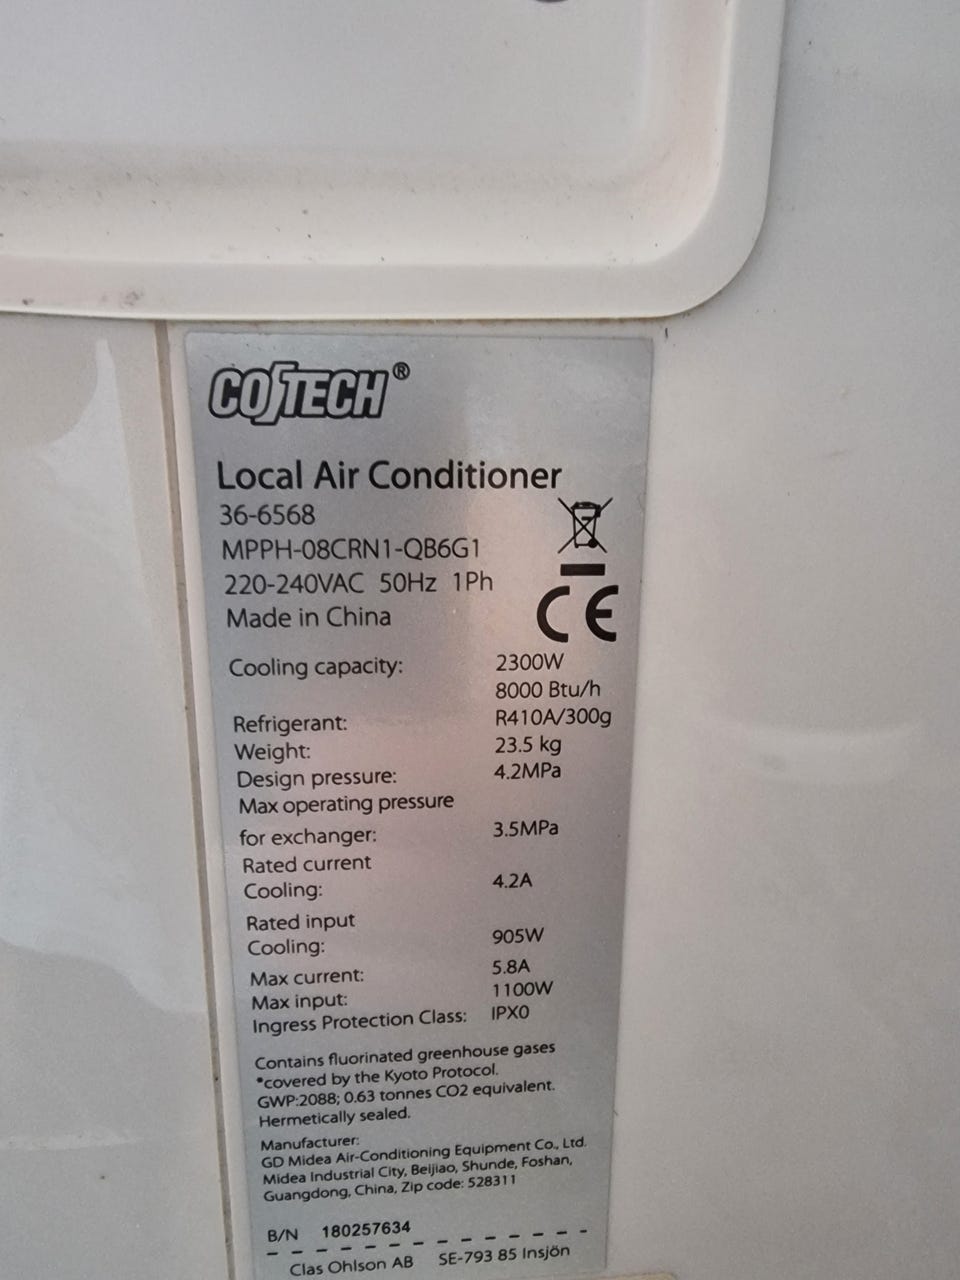 COTECH®
Local Air Conditioner
36-6568
MPPH-08CRN1-QB6G1
220-240VAC 50Hz 1Ph
Made in China
CE
Cooling capacity: 2300W
8000 Btu/h
Refrigerant: R410A/300g
Weight: 23.5 kg
Design pressure: 4.2MPa
Max operating pressure
for exchanger: 3.5MPa
Rated current
Cooling: 4.2A
Rated input
Cooling: 905W
Max current: 5.8A
Max input: 1100W
Ingress Protection Class: IPX0
Contains fluorinated greenhouse gases
*covered by the Kyoto Protocol.
GWP:2088; 0.63 tonnes CO2 equivalent.
Hermetically sealed.
Manufacturer:
GD Midea Air-Conditioning Equipment Co., Ltd.
Midea Industrial City, Beijiao, Shunde, Foshan,
Guangdong, China, Zip code: 528311
B/N 180257634
Clas Ohlson AB SE-793 85 Insjön